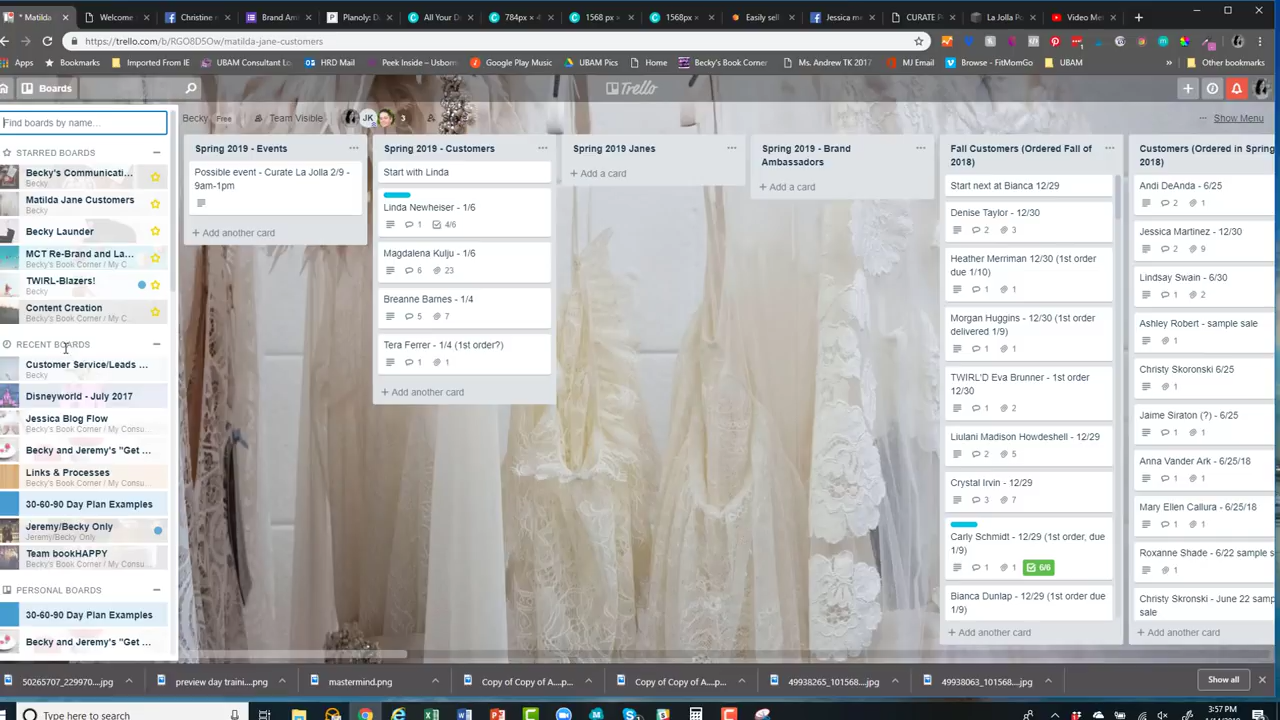 * Matilda
Welcome
Christine r
Brand Am
Planoly: D
All Your D
784px × 4
1568 px ×
1568px ×
Easily sell
Jessica me
CURATE P
La Jolla Po
Video Me
https://trello.com/b/RGO8D5Ow/matilda-jane-customers
Apps
Bookmarks
Imported From IE
UBAM Consultant Lo
HRD Mail
Peek Inside – Usborn
Google Play Music
UBAM Pics
Home
Becky's Book Corner
Ms. Andrew TK 2017
MJ Email
Browse - FitMomGo
UBAM
»
Other bookmarks
Boards
Trello
Find boards by name...
Becky
Free
Team Visible
JK
3
... Show Menu
STARRED BOARDS
Becky's Communicati...
Becky
Matilda Jane Customers
Becky
Becky Launder
MCT Re-Brand and La...
Becky's Book Corner / My C
TWIRL-Blazers!
Becky
Content Creation
Becky's Book Corner / My C
RECENT BOARDS
Customer Service/Leads ...
Becky
Disneyworld - July 2017
Jessica Blog Flow
Becky's Book Corner / My Consu
Becky and Jeremy's "Get ...
Links & Processes
Becky's Book Corner / My Consu
30-60-90 Day Plan Examples
Jeremy/Becky Only
Jeremy/Becky Only
Team bookHAPPY
Becky's Book Corner / My Consu
PERSONAL BOARDS
30-60-90 Day Plan Examples
Becky and Jeremy's "Get ...
Spring 2019 - Events
Possible event - Curate La Jolla 2/9 -
9am-1pm
+ Add another card
Spring 2019 - Customers
Start with Linda
Linda Newheiser - 1/6
1 4/6
Magdalena Kulju - 1/6
6 23
Breanne Barnes - 1/4
5 7
Tera Ferrer - 1/4 (1st order?)
1 1
+ Add another card
Spring 2019 Janes
+ Add a card
Spring 2019 - Brand
Ambassadors
+ Add a card
Fall Customers (Ordered Fall of
2018)
Start next at Bianca 12/29
Denise Taylor - 12/30
2 3
Heather Merriman 12/30 (1st order
due 1/10)
1 1
Morgan Huggins - 12/30 (1st order
delivered 1/9)
1 1
TWIRL'D Eva Brunner - 1st order
12/30
1 2
Liulani Madison Howdeshell - 12/29
2 5
Crystal Irvin - 12/29
3 7
Carly Schmidt - 12/29 (1st order, due
1/9)
1 1 6/6
Bianca Dunlap - 12/29 (1st order due
1/9)
+ Add another card
Customers (Ordered in Spring
2018)
Andi DeAnda - 6/25
2 1
Jessica Martinez - 12/30
2 9
Lindsay Swain - 6/30
1 2
Ashley Robert - sample sale
1
Christy Skoronski 6/25
1
Jaime Siraton (?) - 6/25
1 1
Anna Vander Ark - 6/25/18
1 1
Mary Ellen Callura - 6/25/18
1 1
Roxanne Shade - 6/22 sample s
1 1
Christy Skronski - June 22 samp
sale
+ Add another card
50265707_229970....jpg
preview day traini....png
mastermind.png
Copy of Copy of A....png
Copy of Copy of A....png
49938265_101568....jpg
49938063_101568....jpg
Show all
Type here to search
3:57 PM